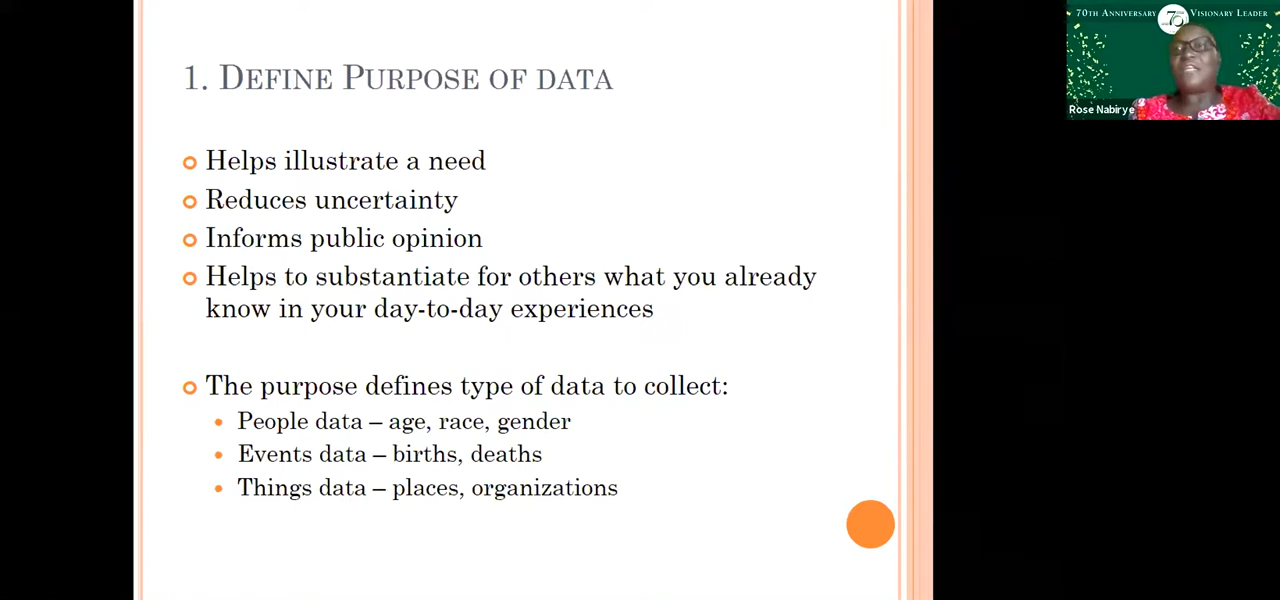 1. DEFINE PURPOSE OF DATA
Helps illustrate a need
Reduces uncertainty
Informs public opinion
Helps to substantiate for others what you already
know in your day-to-day experiences
The purpose defines type of data to collect:
People data – age, race, gender
Events data – births, deaths
Things data – places, organizations
70TH ANNIVERSARY 70 VISIONARY LEADER
Rose Nabirye